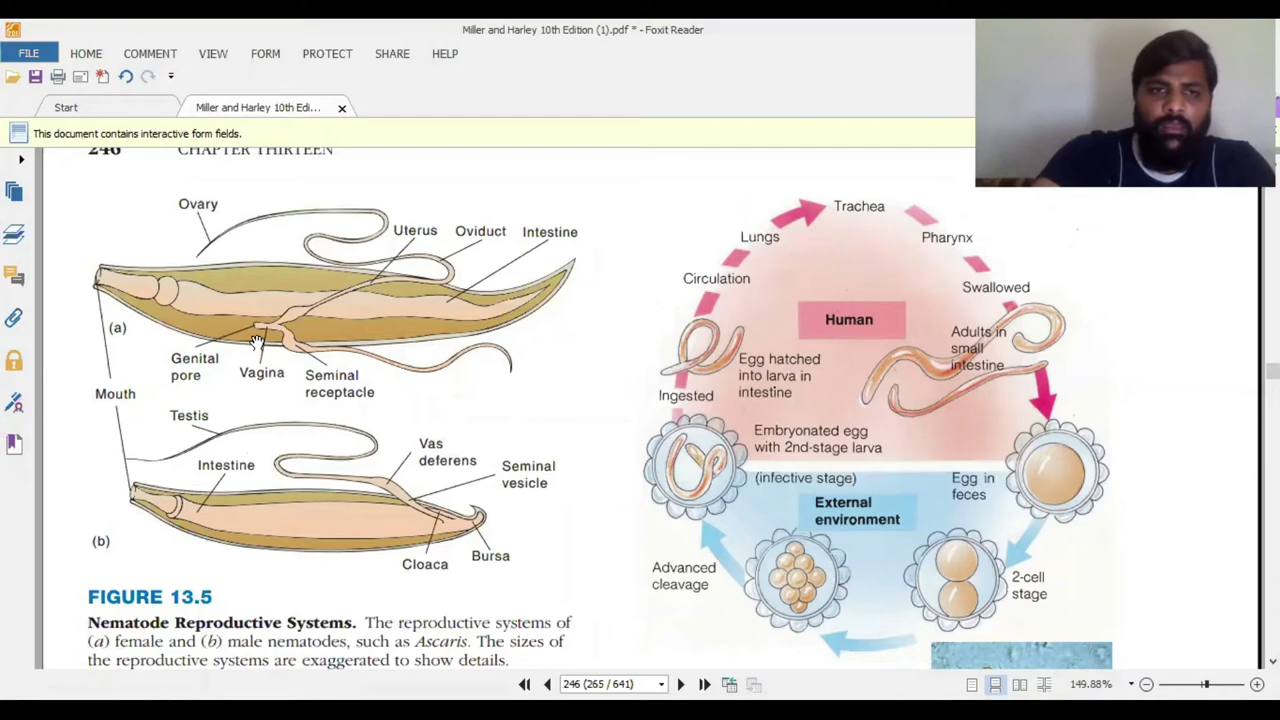 Miller and Harley 10th Edition (1).pdf * - Foxit Reader
FILE HOME COMMENT VIEW FORM PROTECT SHARE HELP
Start
Miller and Harley 10th Edi...
This document contains interactive form fields.
246 CHAPTER THIRTEEN
Ovary
Uterus
Oviduct
Intestine
(a)
Genital
pore
Vagina
Seminal
receptacle
Mouth
Testis
Intestine
Vas
deferens
Seminal
vesicle
(b)
Cloaca
Bursa
FIGURE 13.5
Nematode Reproductive Systems. The reproductive systems of
(a) female and (b) male nematodes, such as Ascaris. The sizes of
the reproductive systems are exaggerated to show details.
Trachea
Lungs
Pharynx
Circulation
Swallowed
Human
Adults in
small
intestine
Egg hatched
into larva in
intestine
Ingested
Embryonated egg
with 2nd-stage larva
(infective stage)
Egg in
feces
External
environment
Advanced
cleavage
2-cell
stage
246 (265 / 641)
149.88%